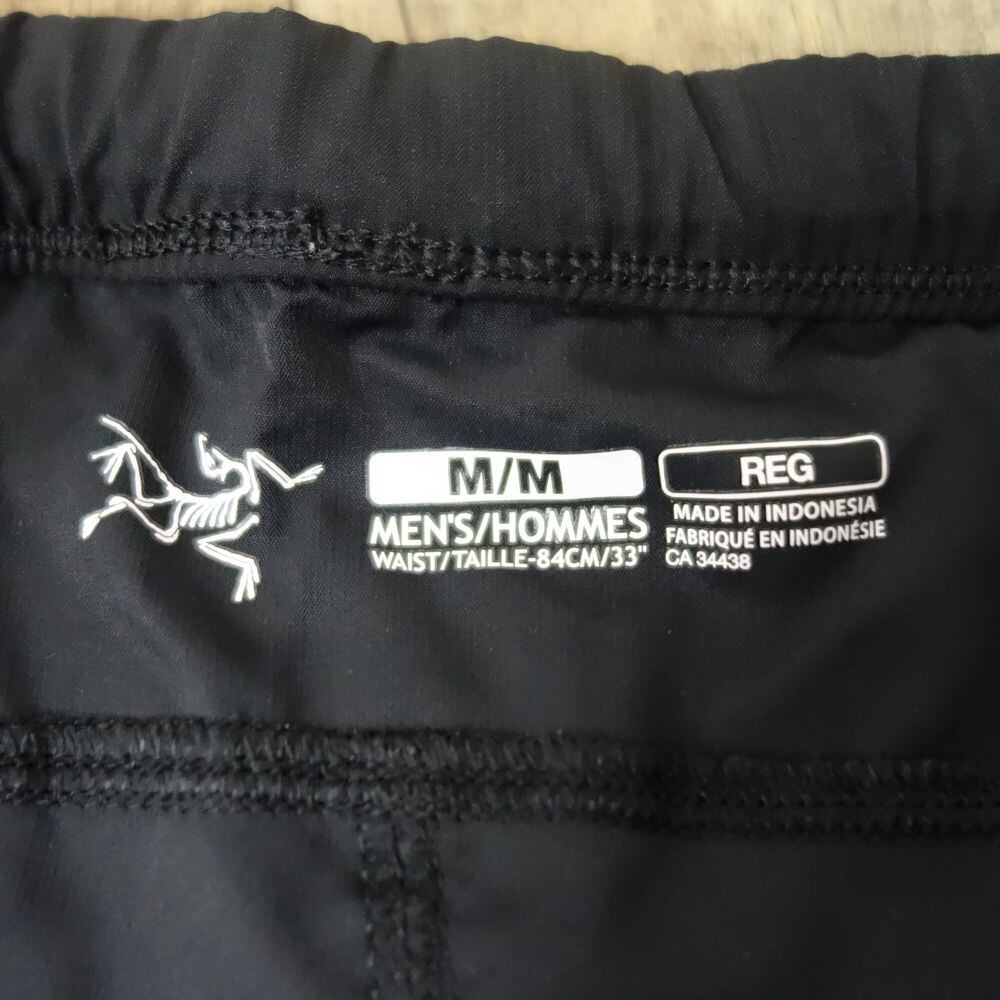 M/M
MEN'S/HOMMES
WAIST/TAILLE-84CM/33"
REG
MADE IN INDONESIA
FABRIQUÉ EN INDONÉSIE
CA 34438